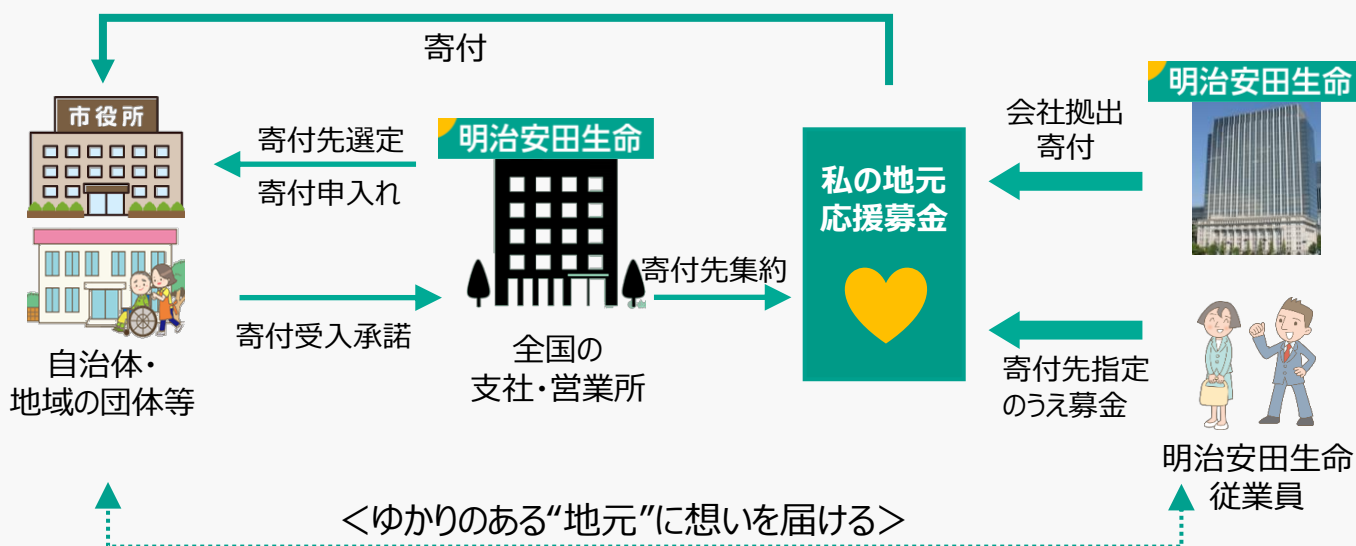 寄付
市役所
寄付先選定
寄付申入れ
寄付受入承諾
自治体・
地域の団体等
明治安田生命
全国の
支社・営業所
寄付先集約
私の地元
応援募金
会社拠出
寄付
明治安田生命
寄付先指定
のうえ募金
明治安田生命
従業員
＜ゆかりのある“地元”に想いを届ける＞